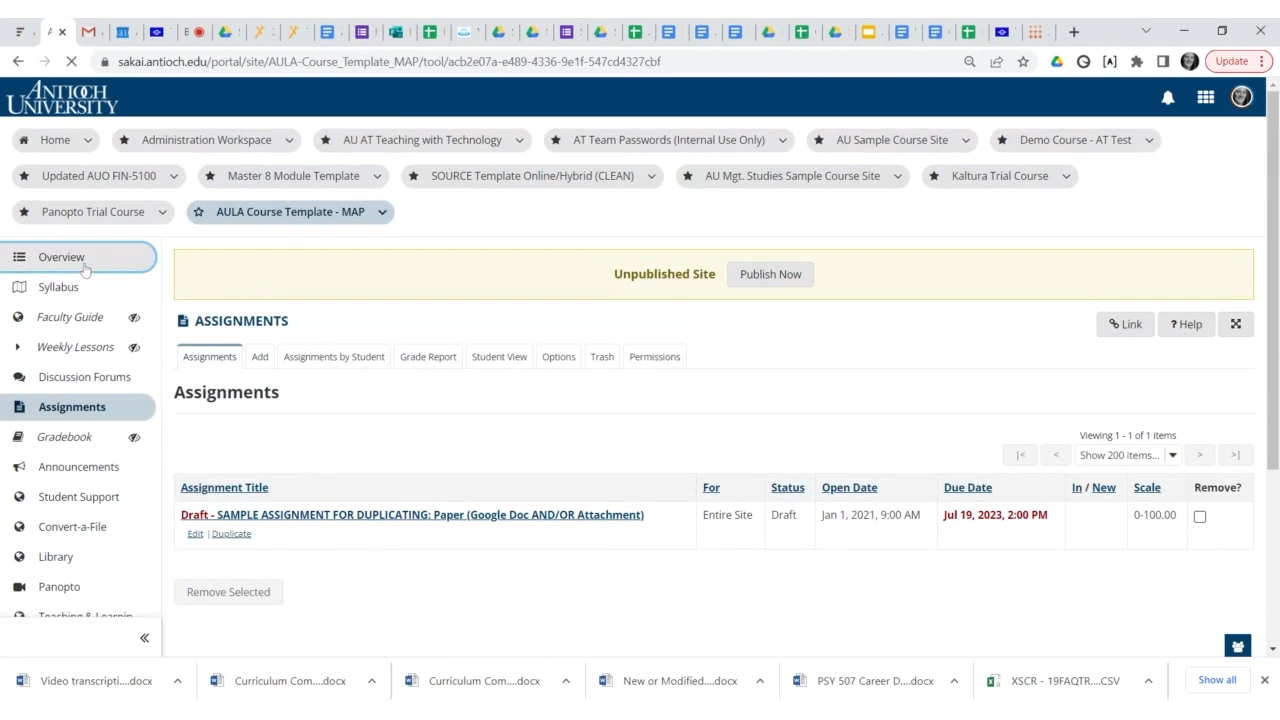 sakai.antioch.edu/portal/site/AULA-Course_Template_MAP/tool/acb2e07a-e489-4336-9e1f-547cd4327cbf
Update
ANTIOCH
UNIVERSITY
Home
Administration Workspace
AU AT Teaching with Technology
AT Team Passwords (Internal Use Only)
AU Sample Course Site
Demo Course - AT Test
Updated AUO FIN-5100
Master 8 Module Template
SOURCE Template Online/Hybrid (CLEAN)
AU Mgt. Studies Sample Course Site
Kaltura Trial Course
Panopto Trial Course
AULA Course Template - MAP
Overview
Syllabus
Faculty Guide
Weekly Lessons
Discussion Forums
Assignments
Gradebook
Announcements
Student Support
Convert-a-File
Library
Panopto
Teaching & Learnin
Unpublished Site Publish Now
ASSIGNMENTS
Link ? Help
Assignments Add Assignments by Student Grade Report Student View Options Trash Permissions
Assignments
Viewing 1 - 1 of 1 items
|< < Show 200 items... > >|
Assignment Title For Status Open Date Due Date In / New Scale Remove?
Draft - SAMPLE ASSIGNMENT FOR DUPLICATING: Paper (Google Doc AND/OR Attachment) Entire Site Draft Jan 1, 2021, 9:00 AM Jul 19, 2023, 2:00 PM 0-100.00
Edit | Duplicate
Remove Selected
Video transcripti....docx
Curriculum Com....docx
Curriculum Com....docx
New or Modified....docx
PSY 507 Career D....docx
XSCR - 19FAQTR....CSV
Show all